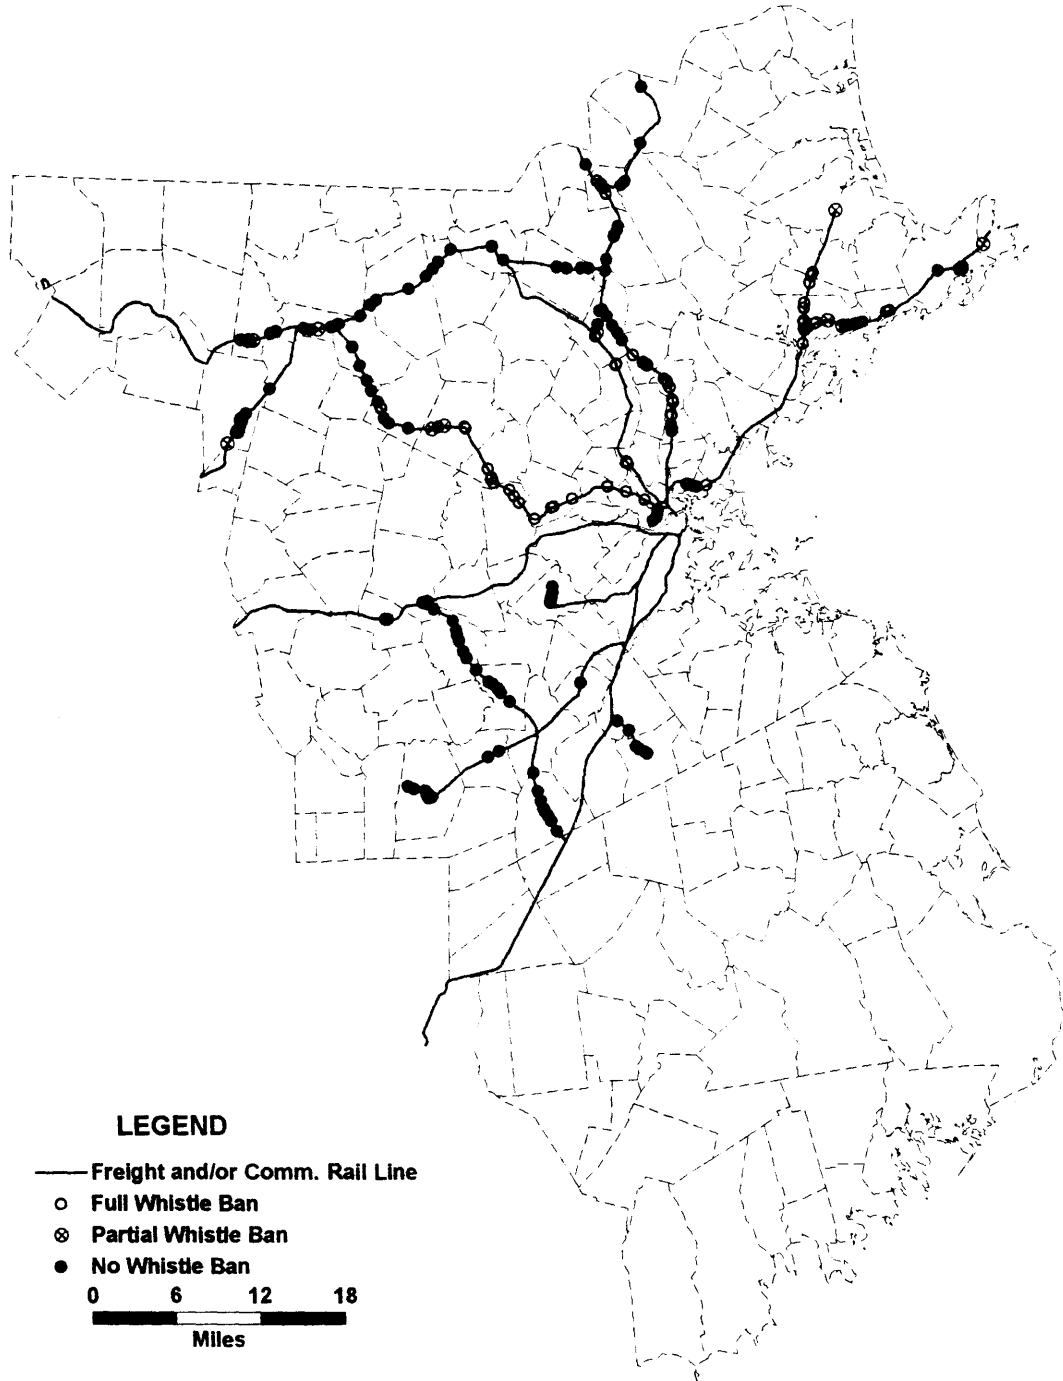 LEGEND
Freight and/or Comm. Rail Line
Full Whistle Ban
Partial Whistle Ban
No Whistle Ban
0 6 12 18
Miles